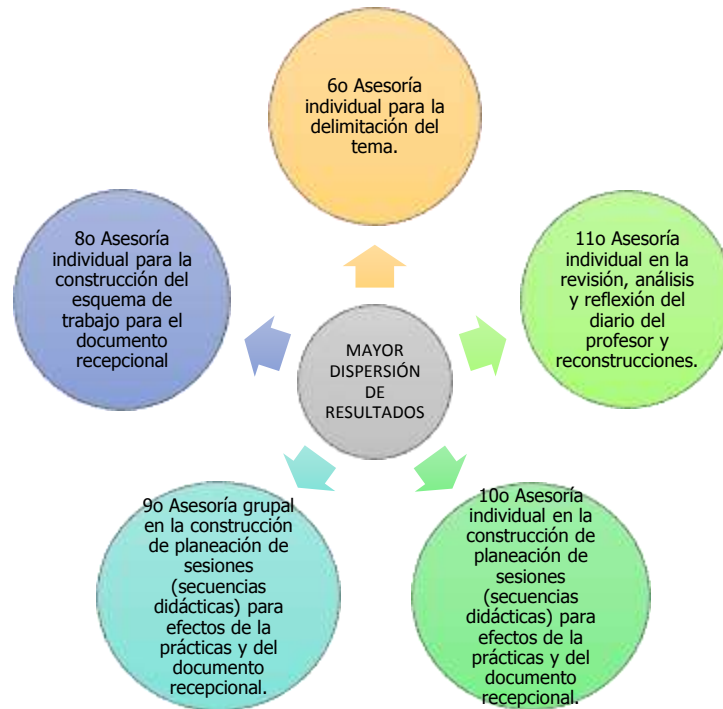 6o Asesoría
individual para la
delimitación del
tema.
8o Asesoría
individual para la
construcción del
esquema de
trabajo para el
documento
recepcional
11o Asesoría
individual en la
revisión, análisis
y reflexión del
diario del
profesor y
reconstrucciones.
MAYOR
DISPERSIÓN
DE
RESULTADOS
9o Asesoría grupal
en la construcción
de planeación de
sesiones
(secuencias
didácticas) para
efectos de la
prácticas y del
documento
recepcional.
10o Asesoría
individual en la
construcción de
planeación de
sesiones
(secuencias
didácticas) para
efectos de la
prácticas y del
documento
recepcional.